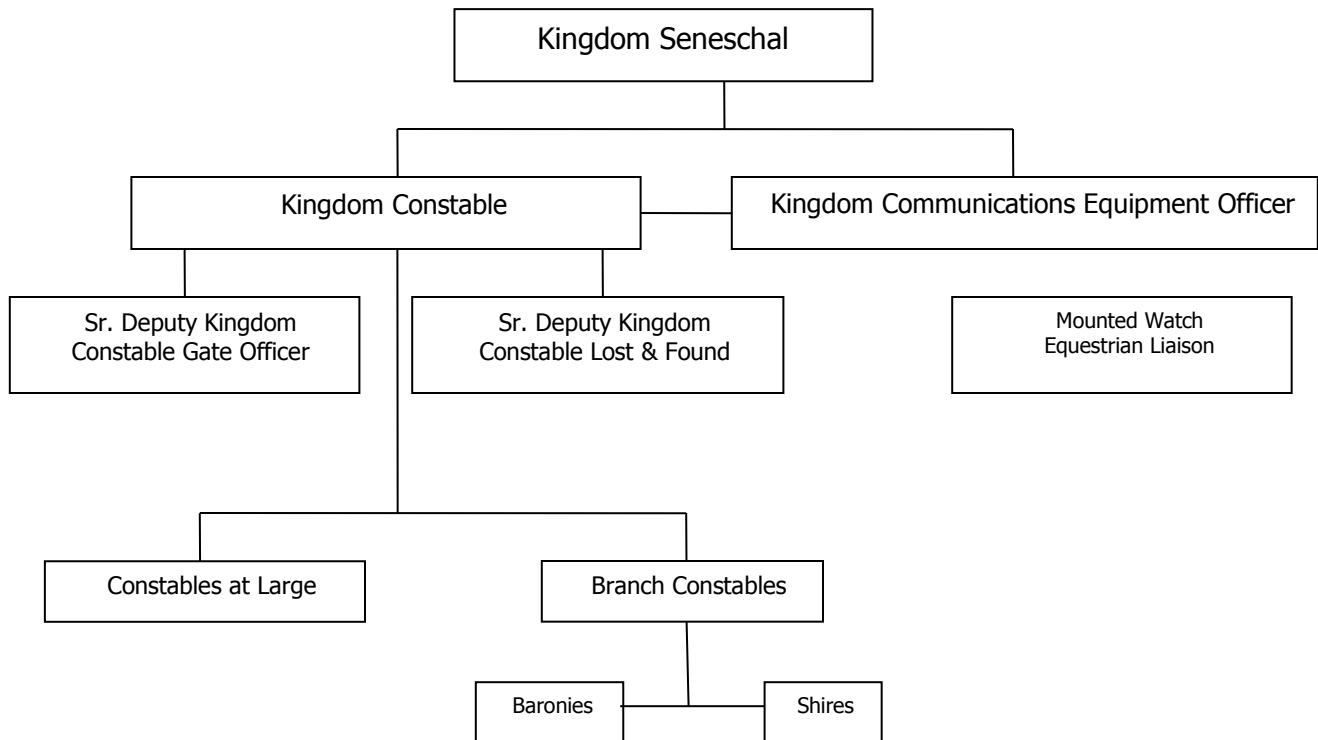 Kingdom Seneschal
Kingdom Constable
Kingdom Communications Equipment Officer
Sr. Deputy Kingdom
Constable Gate Officer
Sr. Deputy Kingdom
Constable Lost & Found
Mounted Watch
Equestrian Liaison
Constables at Large
Branch Constables
Baronies
Shires